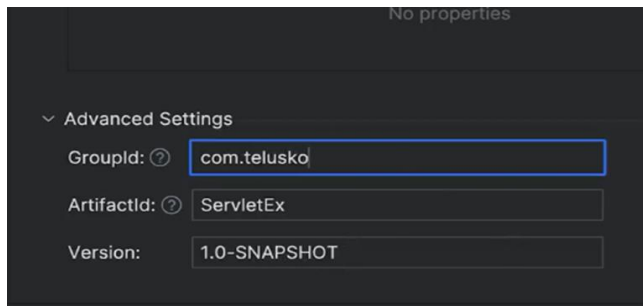 No properties
Advanced Settings
GroupId: com.telusko
ArtifactId: ServletEx
Version: 1.0-SNAPSHOT